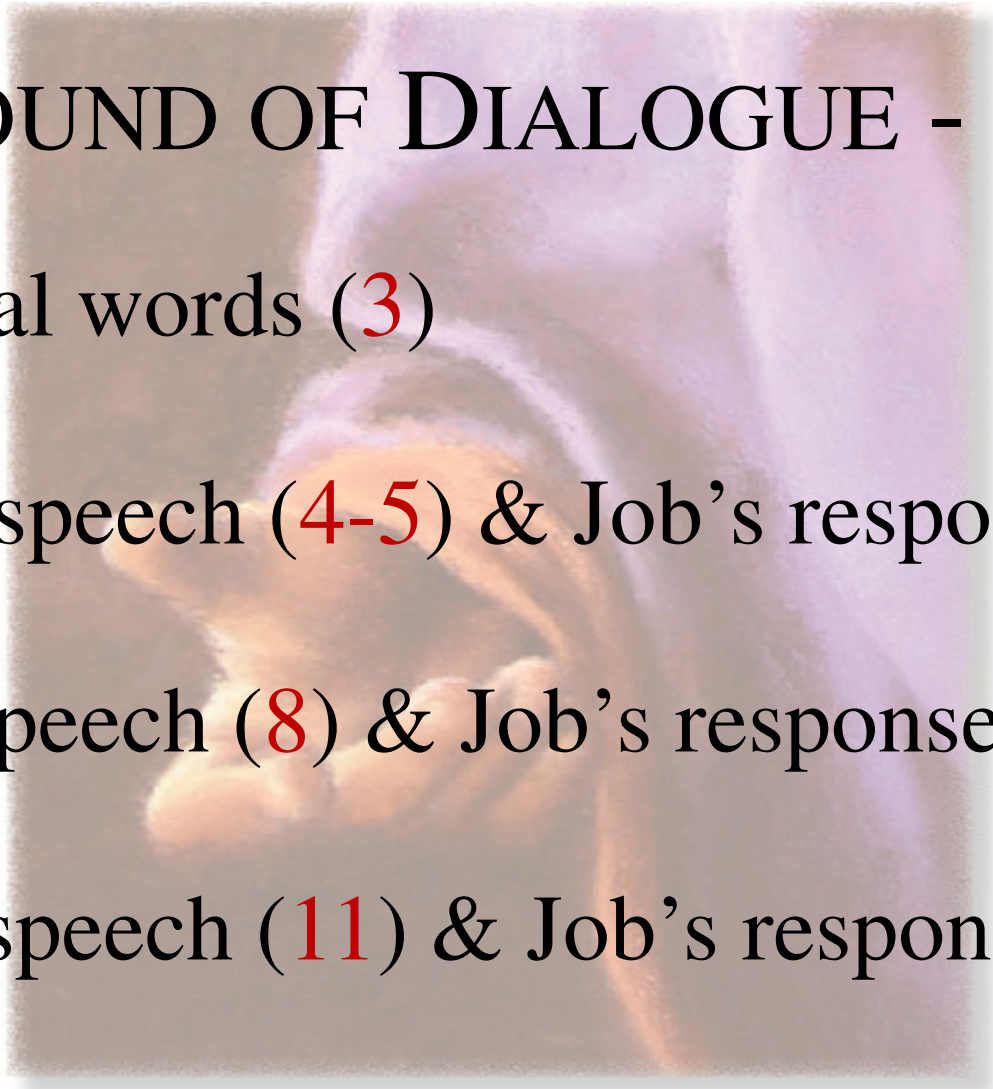 OUND OF DIALOGUE -
al words (3)
speech (4-5) & Job’s respo
peech (8) & Job’s response
speech (11) & Job’s respon